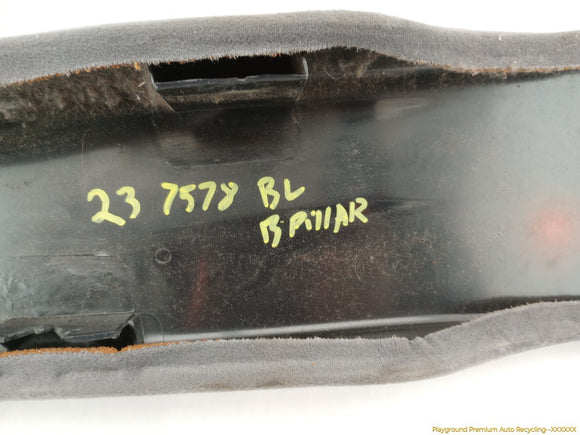 23 7578 BL
B.PillAR
Playground Premium Auto Recycling--XXXXXX